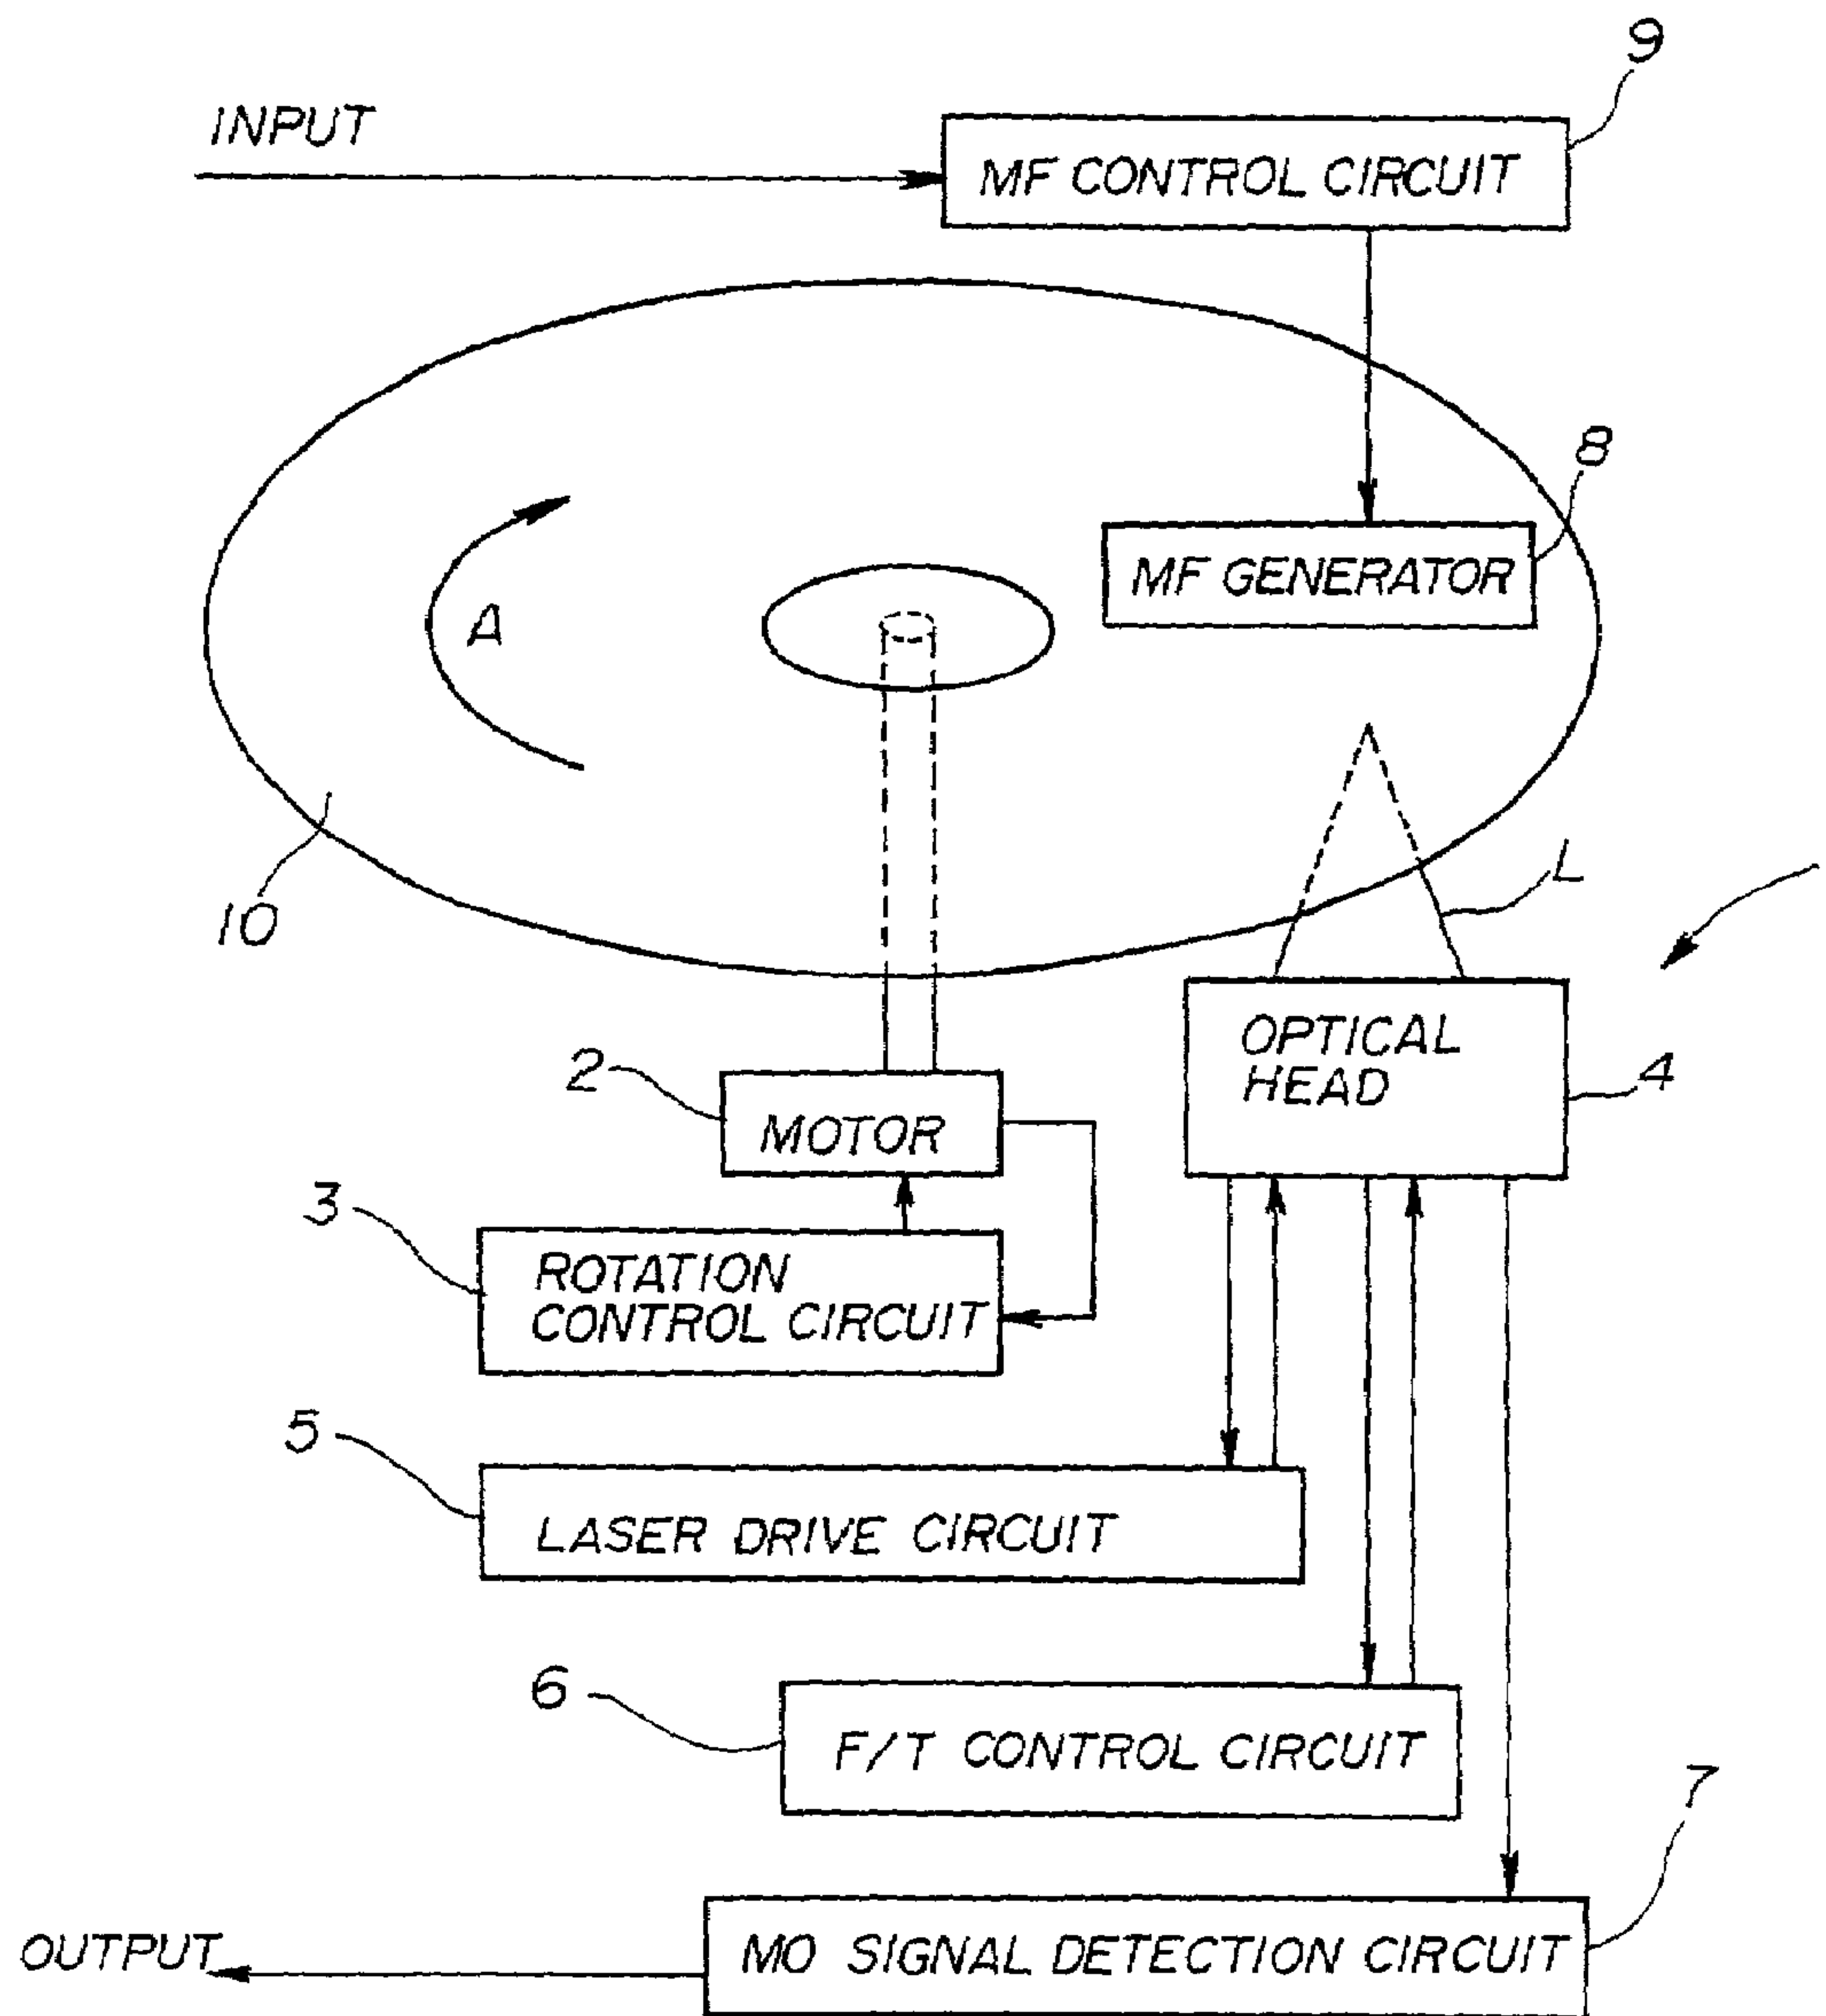 9
INPUT
MF CONTROL CIRCUIT
8
MF GENERATOR
A
10
L
OPTICAL
HEAD
4
2
MOTOR
3
ROTATION
CONTROL CIRCUIT
5
LASER DRIVE CIRCUIT
6
F/T CONTROL CIRCUIT
7
MO SIGNAL DETECTION CIRCUIT
OUTPUT